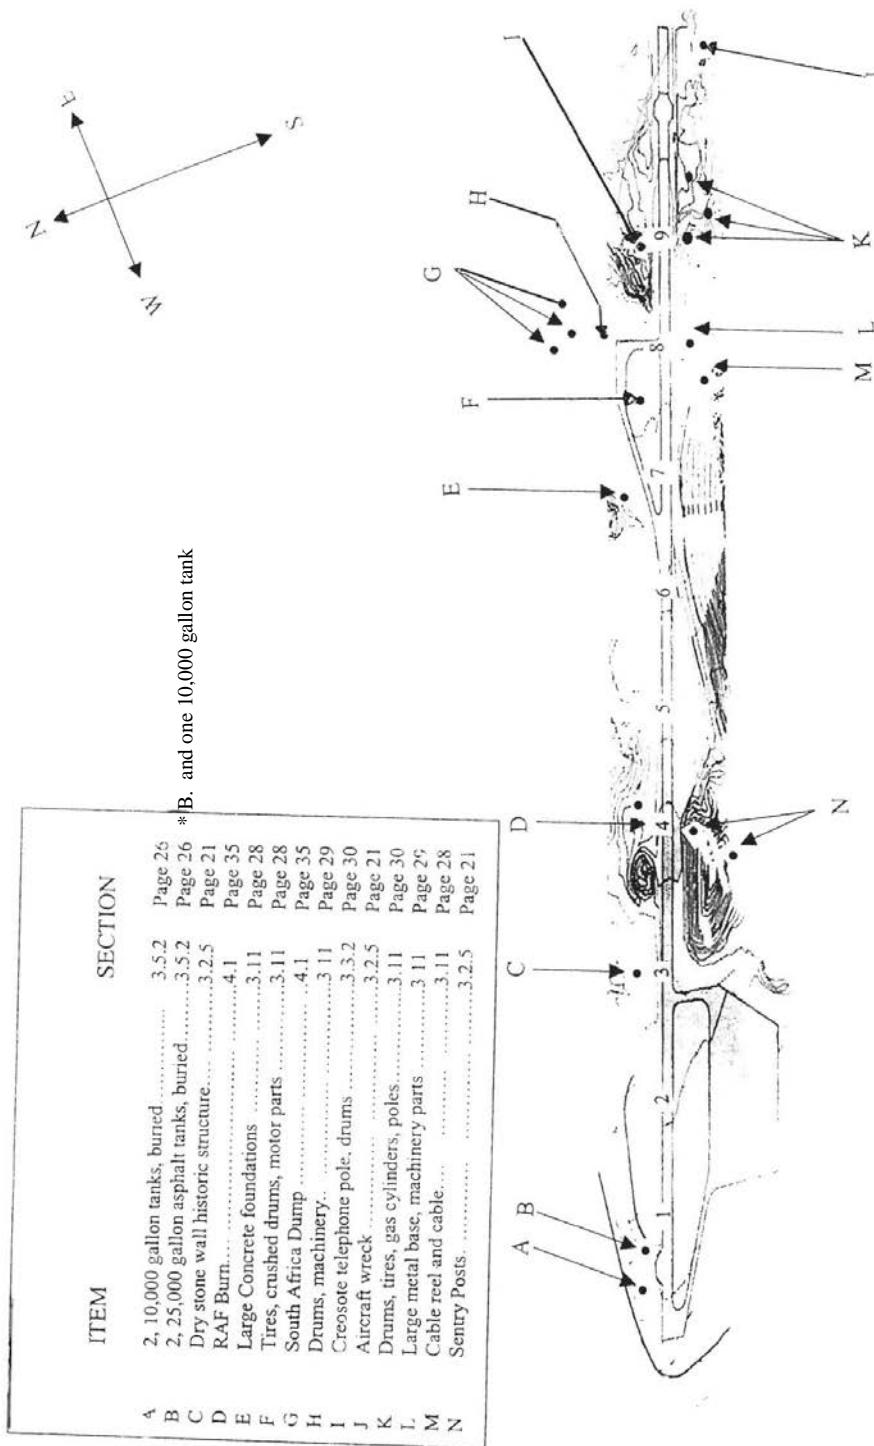 ITEM SECTION
A 2, 10,000 gallon tanks, buried .............. 3.5.2 Page 26
B 2, 25,000 gallon asphalt tanks, buried ........3.5.2 Page 26
C Dry stone wall historic structure..................3.2.5 Page 21
D RAF Burn..........................................4.1 Page 35
E Large Concrete foundations ......................3.11 Page 28
F Tires, crushed drums, motor parts ...............3.11 Page 28
G South Africa Dump ...............................4.1 Page 35
H Drums, machinery.. ...............................3 11 Page 29
I Creosote telephone pole, drums ...................3.3.2 Page 30
J Aircraft wreck ....................................3.2.5 Page 21
K Drums, tires, gas cylinders, poles..................3.11 Page 30
L Large metal base, machinery parts ...............3 11 Page 29
M Cable reel and cable..... .........................3.11 Page 28
N Sentry Posts. ......................................3.2.5 Page 21
*B. and one 10,000 gallon tank
N
E
W
S
A
B
C
D
E
F
G
H
I
K
L
M
N
1
2
3
4
5
6
7
8
9